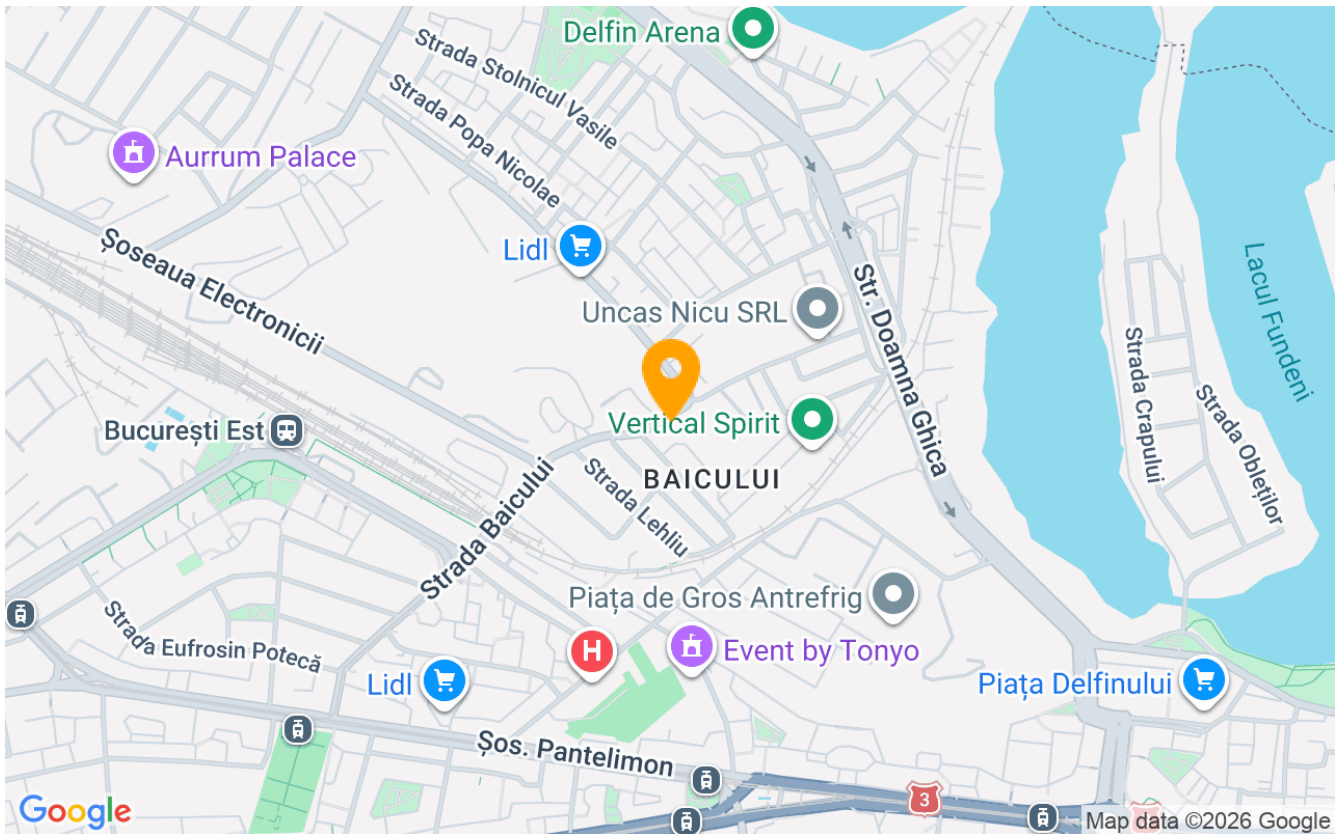 Delfin Arena
Strada Stolnicul Vasile
Strada Popa Nicolae
Aurrum Palace
Lidl
Șoseaua Electronicii
Uncas Nicu SRL
Str. Doamna Ghica
Lacul Fundeni
Strada Crapului
Strada Obleților
București Est
Vertical Spirit
BAICULUI
Strada Baicului
Strada Lehliu
Piața de Gros Antrefrig
Strada Eufrosin Potecă
H
Event by Tonyo
Lidl
Piața Delfinului
Șos. Pantelimon
3
Google
Map data ©2026 Google